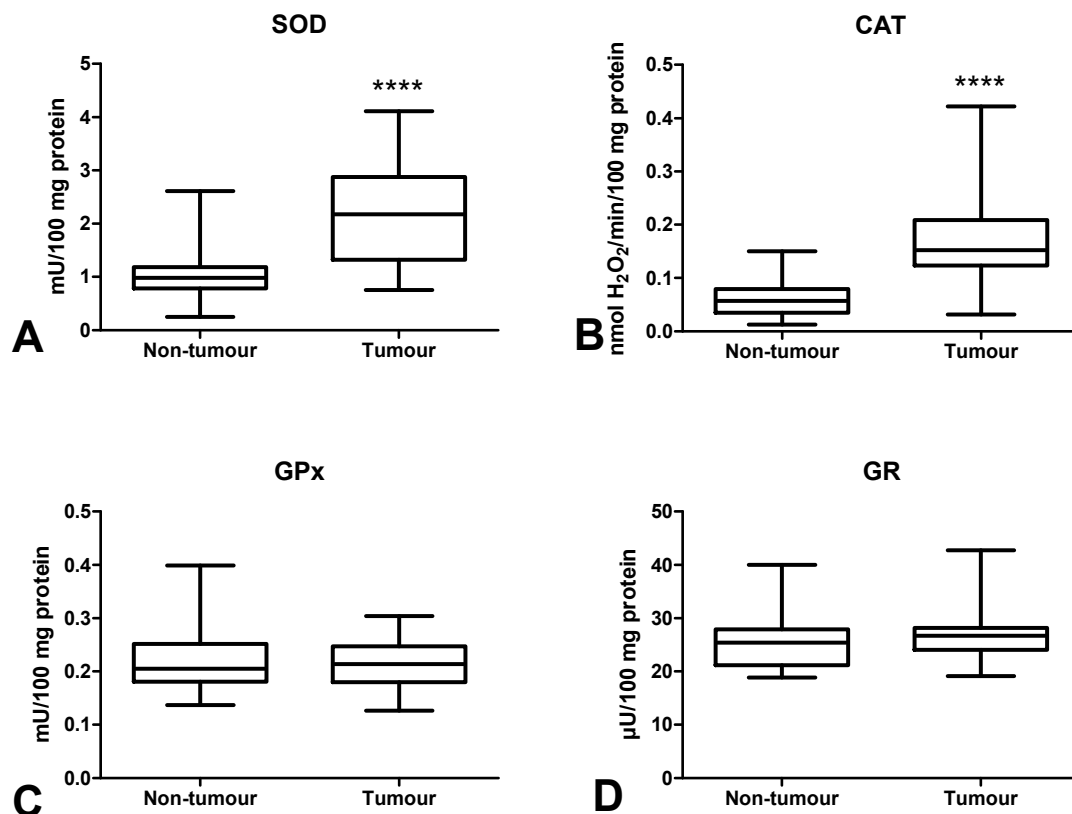 SOD
mU/100 mg protein
5
4
3
2
1
0
****
Non-tumour Tumour
A
CAT
nmol H₂O₂/min/100 mg protein
0.5
0.4
0.3
0.2
0.1
0.0
****
Non-tumour Tumour
B
GPx
mU/100 mg protein
0.5
0.4
0.3
0.2
0.1
0.0
Non-tumour Tumour
C
GR
µU/100 mg protein
50
40
30
20
10
0
Non-tumour Tumour
D